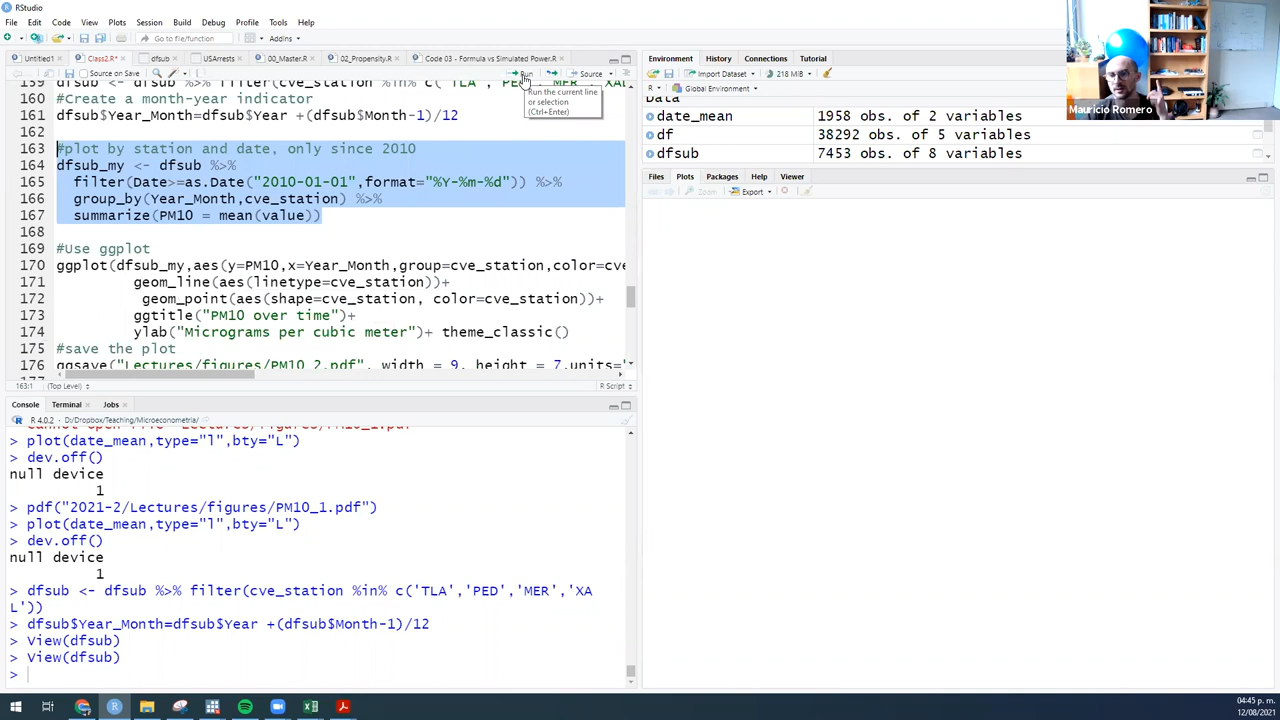 RStudio
File Edit Code View Plots Session Build Debug Profile Tools Help
Go to file/function Addins
Untitled1 Class2.R* dfsub USArrests 00_Master.R 02_Propensity.R Code 03 - Formula vs Simulated Power.R
Source on Save Run Source
159 dfsub <- dfsub %>% filter(cve_station %in% c('TLA','PED','MER','XAL
160 #Create a month-year indicator
161 dfsub$Year_Month=dfsub$Year +(dfsub$Month-1)/12
162
163 #plot by station and date, only since 2010
164 dfsub_my <- dfsub %>%
165 filter(Date>=as.Date("2010-01-01",format="%Y-%m-%d")) %>%
166 group_by(Year_Month,cve_station) %>%
167 summarize(PM10 = mean(value))
168
169 #Use ggplot
170 ggplot(dfsub_my,aes(y=PM10,x=Year_Month,group=cve_station,color=cve
171 geom_line(aes(linetype=cve_station))+
172 geom_point(aes(shape=cve_station, color=cve_station))+
173 ggtitle("PM10 over time")+
174 ylab("Micrograms per cubic meter")+ theme_classic()
175 #save the plot
176 ggsave("Lectures/figures/PM10_2.pdf", width = 9, height = 7,units="
Run the current line
or selection
(Ctrl+Enter)
163:1 (Top Level) R Script
Console Terminal Jobs
R 4.0.2 · D:/Dropbox/Teaching/Microeconometria/
cannot open file 'Lectures/figures/PM10_1.pdf'
> plot(date_mean,type="l",bty="L")
> dev.off()
null device
1
> pdf("2021-2/Lectures/figures/PM10_1.pdf")
> plot(date_mean,type="l",bty="L")
> dev.off()
null device
1
> dfsub <- dfsub %>% filter(cve_station %in% c('TLA','PED','MER','XA
L'))
> dfsub$Year_Month=dfsub$Year +(dfsub$Month-1)/12
> View(dfsub)
> View(dfsub)
>
Environment History Connections Tutorial
Import Dataset 218 MiB
R Global Environment
Data
date_mean 1958 obs. of 2 variables
df 38292 obs. of 5 variables
dfsub 7453 obs. of 8 variables
Files Plots Packages Help Viewer
Zoom Export
Mauricio Romero
04:45 p. m.
12/08/2021